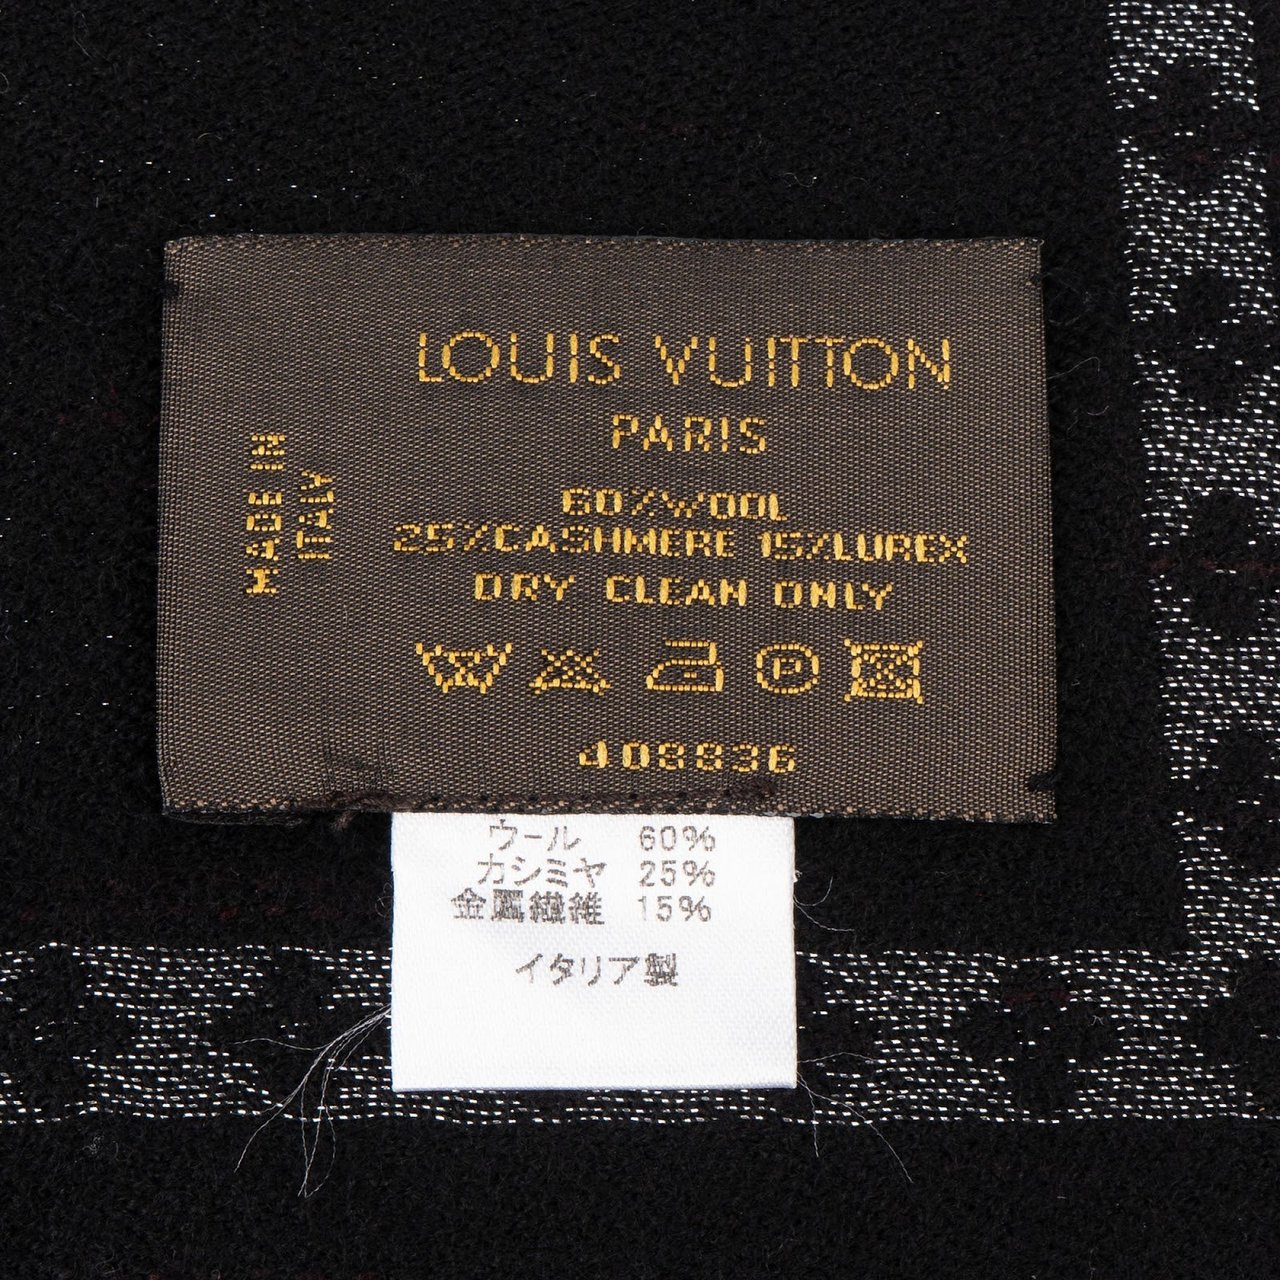 LOUIS VUITTON
PARIS
MADE IN
ITALY
60%WOOL
25%CASHMERE 15%LUREX
DRY CLEAN ONLY
P
408836
ウール 60%
カシミヤ 25%
金属繊維 15%
イタリア製